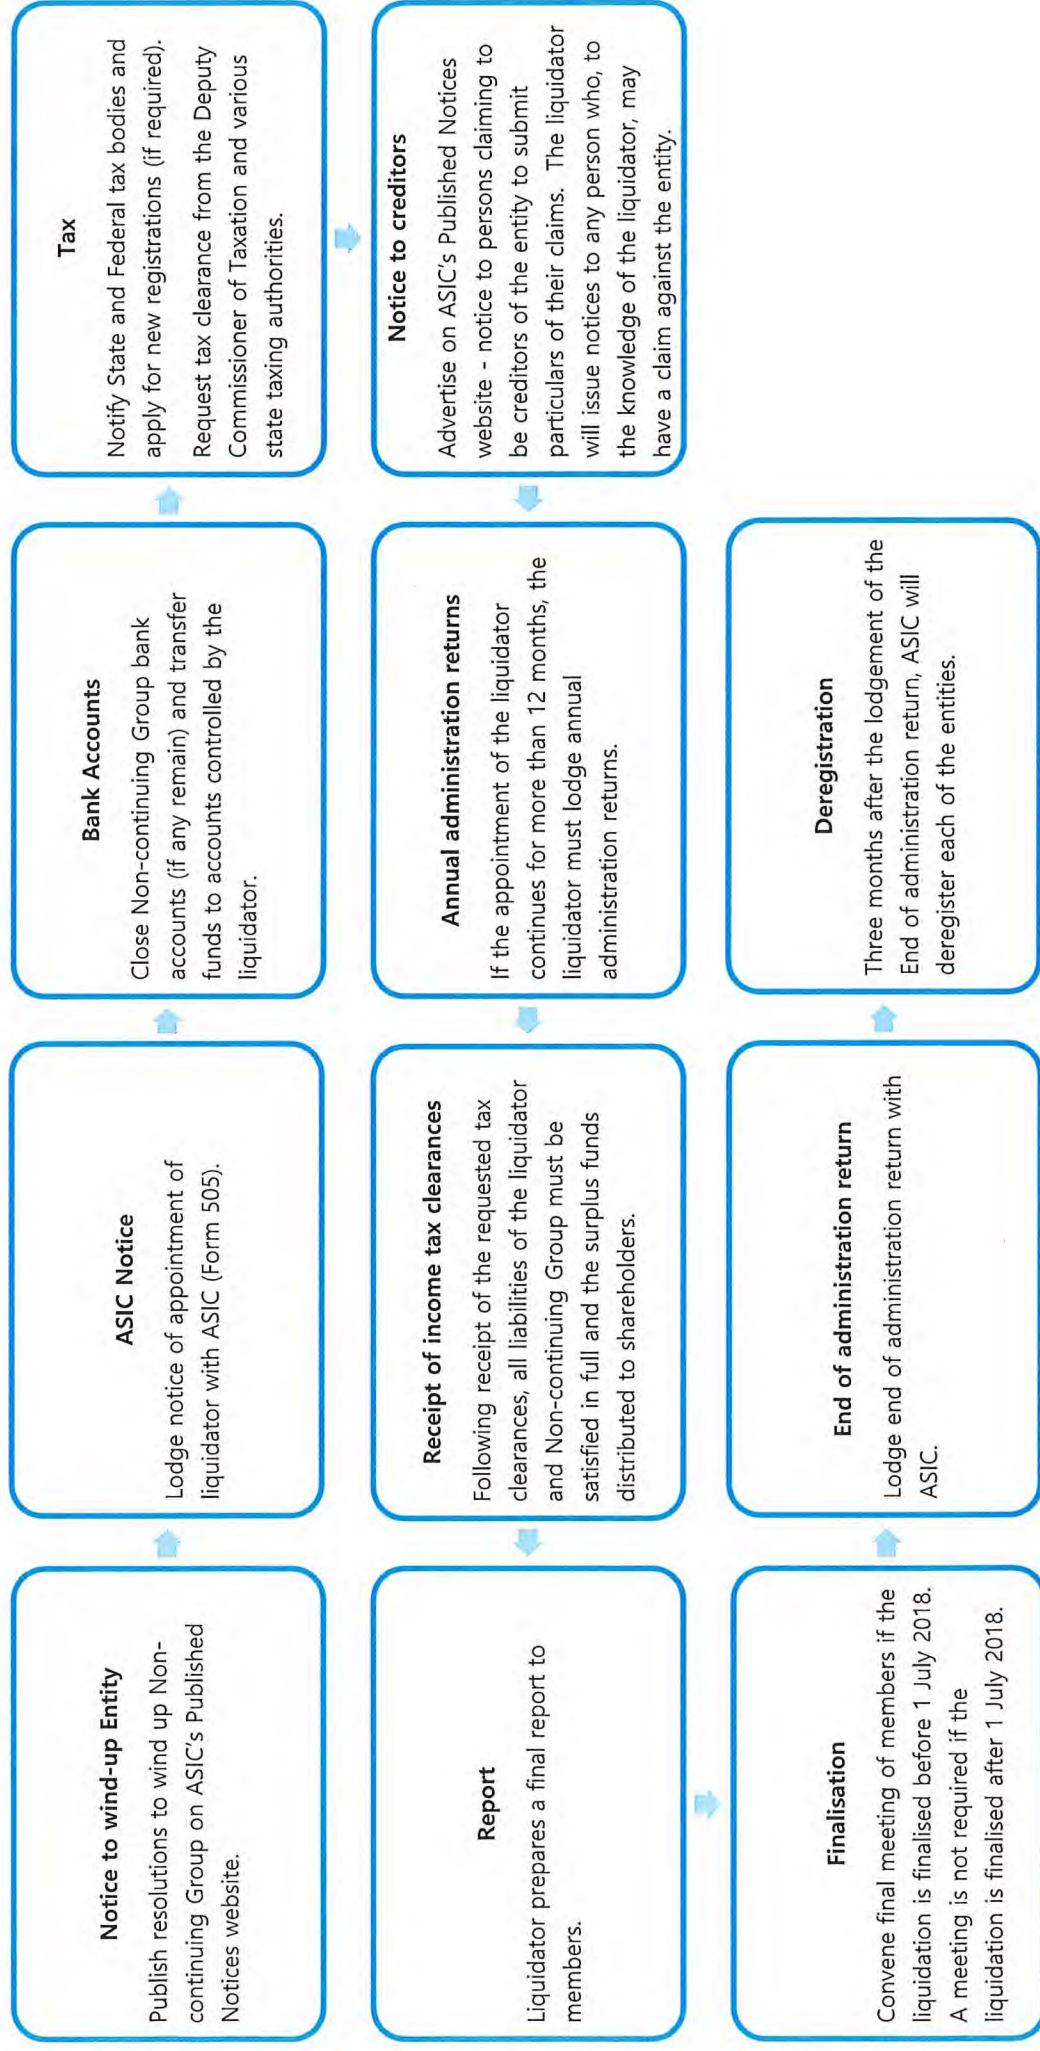 Notice to wind-up Entity
Publish resolutions to wind up Non-
continuing Group on ASIC's Published
Notices website.
ASIC Notice
Lodge notice of appointment of
liquidator with ASIC (Form 505).
Bank Accounts
Close Non-continuing Group bank
accounts (if any remain) and transfer
funds to accounts controlled by the
liquidator.
Tax
Notify State and Federal tax bodies and
apply for new registrations (if required).
Request tax clearance from the Deputy
Commissioner of Taxation and various
state taxing authorities.
Notice to creditors
Advertise on ASIC's Published Notices
website - notice to persons claiming to
be creditors of the entity to submit
particulars of their claims. The liquidator
will issue notices to any person who, to
the knowledge of the liquidator, may
have a claim against the entity.
Annual administration returns
If the appointment of the liquidator
continues for more than 12 months, the
liquidator must lodge annual
administration returns.
Receipt of income tax clearances
Following receipt of the requested tax
clearances, all liabilities of the liquidator
and Non-continuing Group must be
satisfied in full and the surplus funds
distributed to shareholders.
Report
Liquidator prepares a final report to
members.
Finalisation
Convene final meeting of members if the
liquidation is finalised before 1 July 2018.
A meeting is not required if the
liquidation is finalised after 1 July 2018.
End of administration return
Lodge end of administration return with
ASIC.
Deregistration
Three months after the lodgement of the
End of administration return, ASIC will
deregister each of the entities.